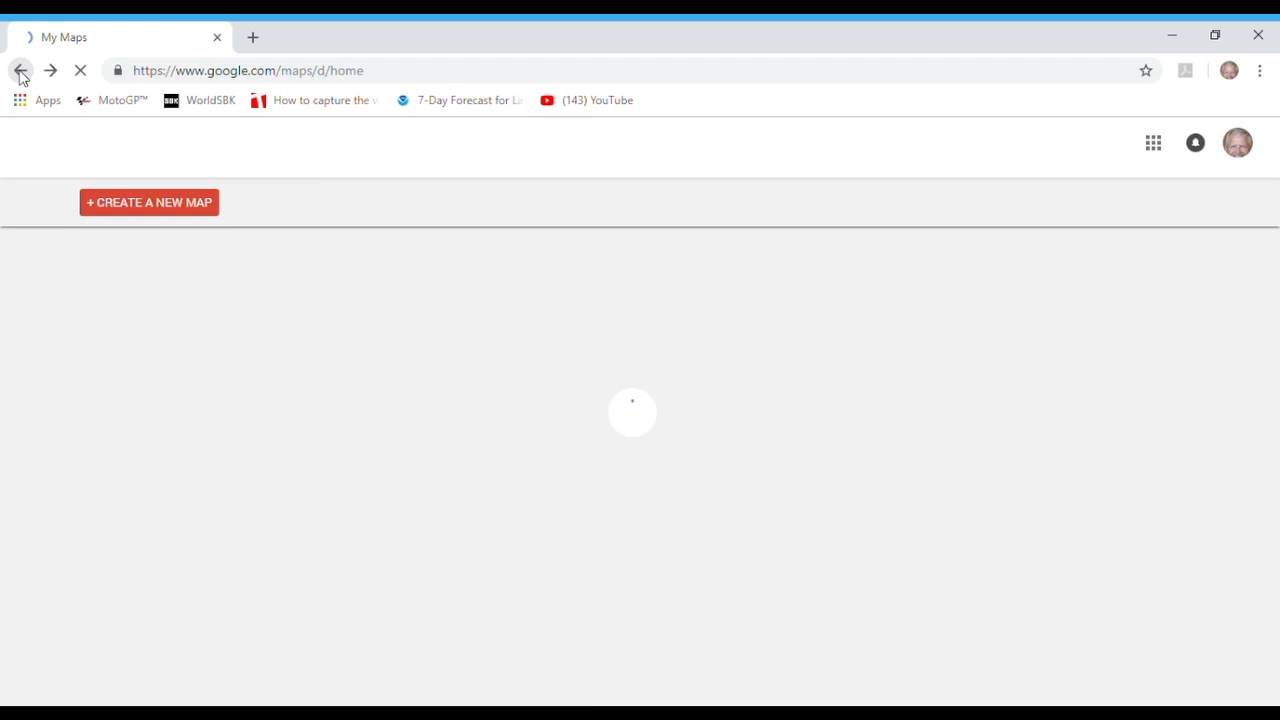 My Maps
https://www.google.com/maps/d/home
Apps MotoGP™ SBK WorldSBK How to capture the 7-Day Forecast for (143) YouTube
+ CREATE A NEW MAP